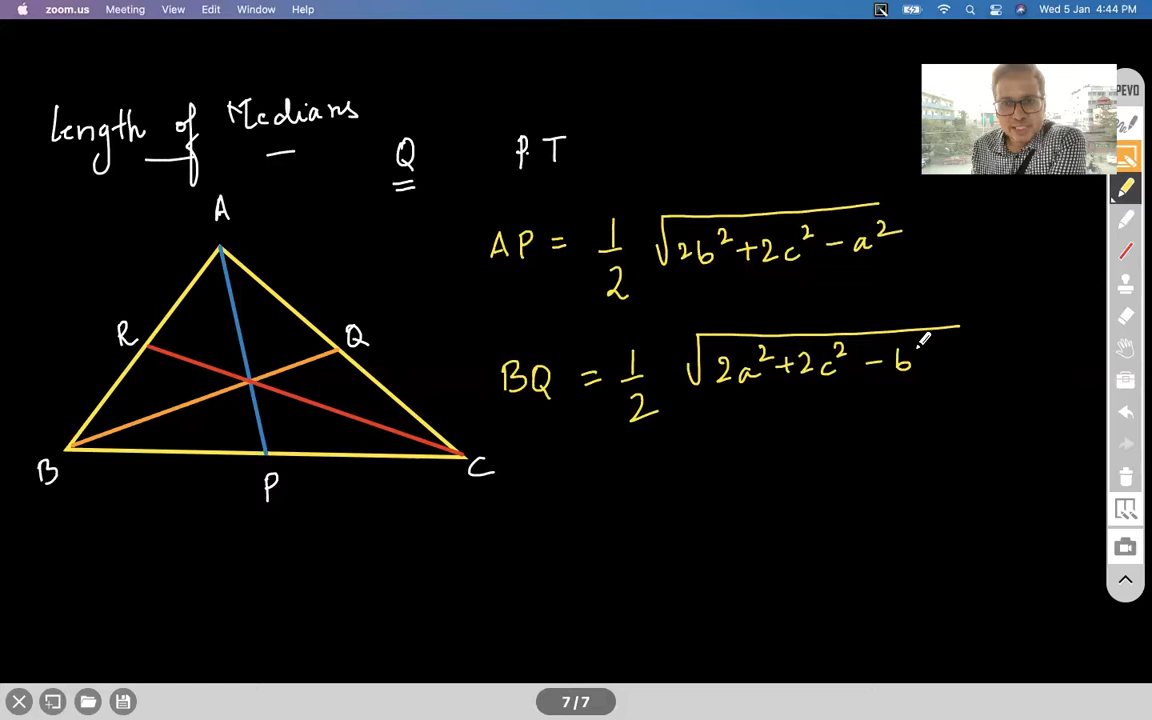 zoom.us Meeting View Edit Window Help Wed 5 Jan 4:44 PM
Length of Medians
Q P.T
A
AP = 1/2 √2b²+2c²-a²
R Q
BQ = 1/2 √2a²+2c²-b
B P C
7/7